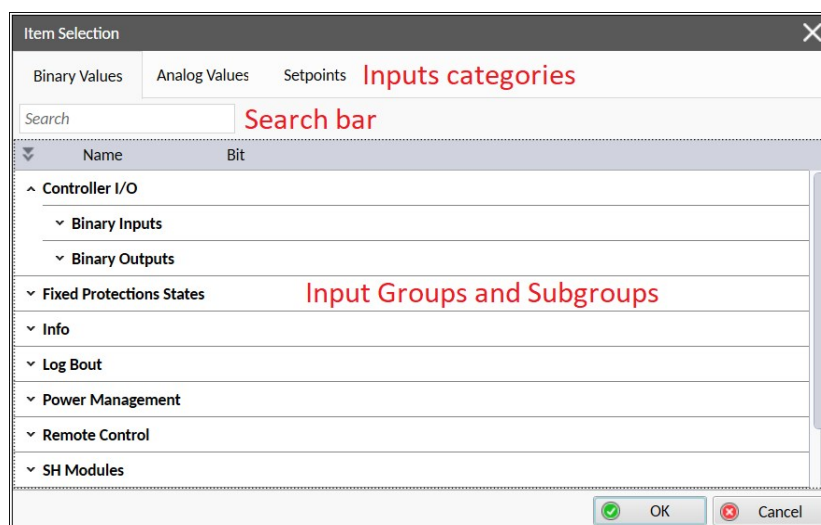 Item Selection
Binary Values Analog Values Setpoints Inputs categories
Search Search bar
Name Bit
Controller I/O
Binary Inputs
Binary Outputs
Fixed Protections States Input Groups and Subgroups
Info
Log Bout
Power Management
Remote Control
SH Modules
OK Cancel